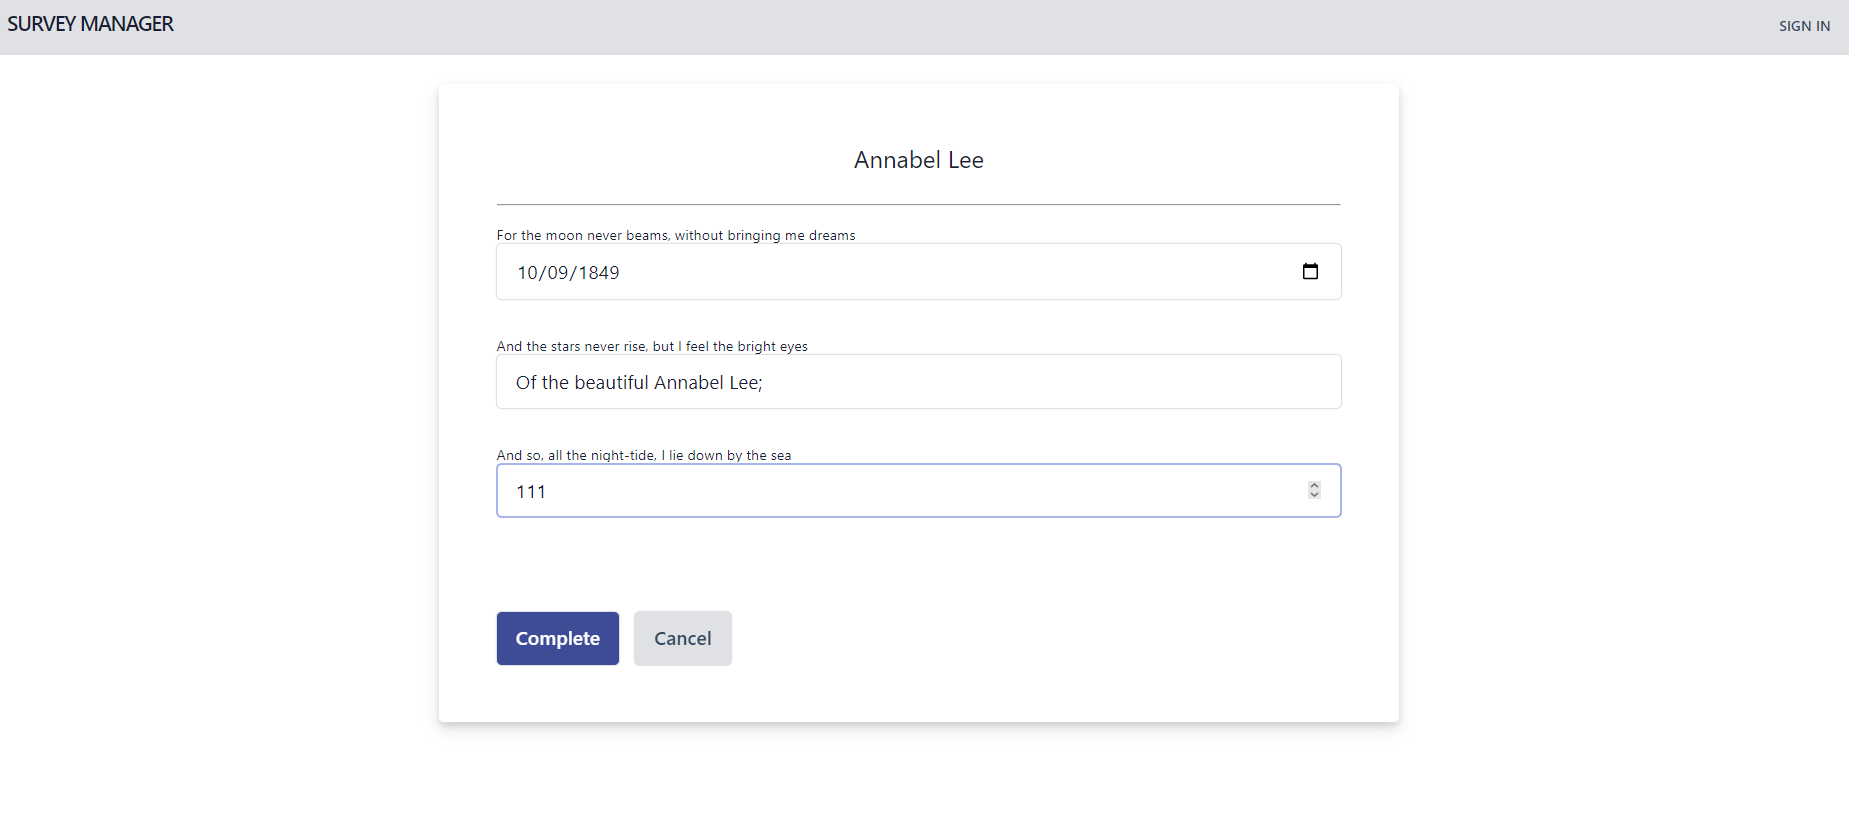 SURVEY MANAGER
SIGN IN
Annabel Lee
For the moon never beams, without bringing me dreams
10/09/1849
And the stars never rise, but I feel the bright eyes
Of the beautiful Annabel Lee;
And so, all the night-tide, I lie down by the sea
111
Complete
Cancel